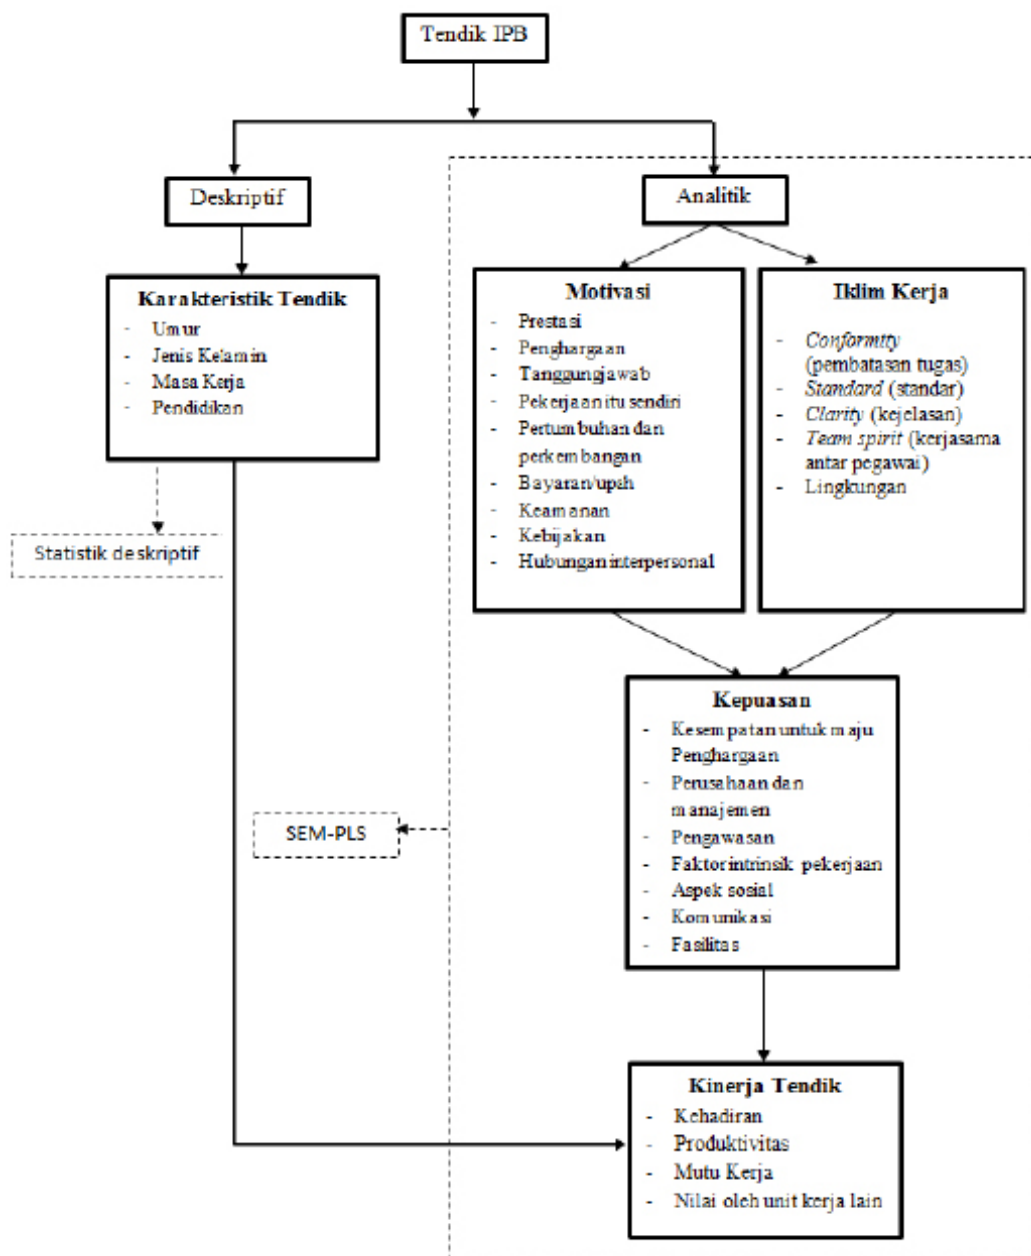 Tendik IPB
Deskriptif
Analitik
Karakteristik Tendik
- Umur
- Jenis Kelamin
- Masa Kerja
- Pendidikan
Statistik deskriptif
Motivasi
- Prestasi
- Penghargaan
- Tanggungjawab
- Pekerjaan itu sendiri
- Pertumbuhan dan
perkembangan
- Bayaran/upah
- Keamanan
- Kebijakan
- Hubungan interpersonal
Iklim Kerja
- Conformity
(pembatasan tugas)
- Standard (standar)
- Clarity (kejelasan)
- Team spirit (kerjasama
antar pegawai)
- Lingkungan
Kepuasan
- Kesempatan untuk maju
Penghargaan
- Perusahaan dan
manajemen
- Pengawasan
- Faktor intrinsik pekerjaan
- Aspek sosial
- Komunikasi
- Fasilitas
SEM-PLS
Kinerja Tendik
- Kehadiran
- Produktivitas
- Mutu Kerja
- Nilai oleh unit kerja lain